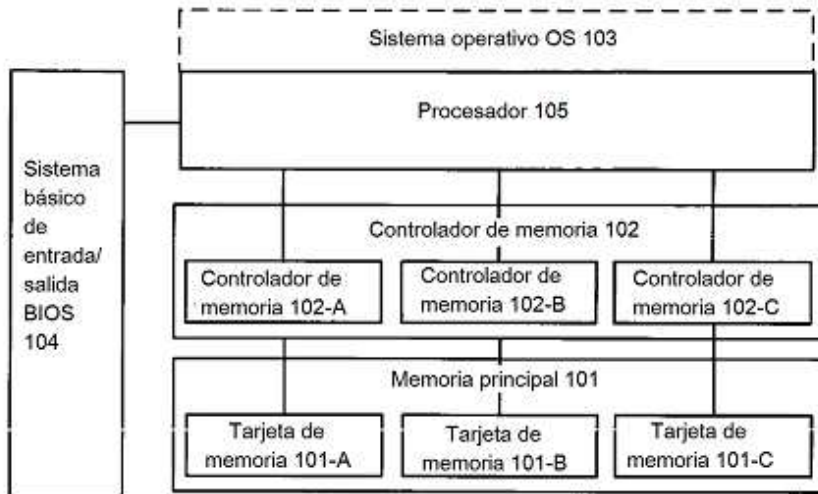 Sistema operativo OS 103
Procesador 105
Sistema
básico
de
entrada/
salida
BIOS
104
Controlador de memoria 102
Controlador de
memoria 102-A
Controlador de
memoria 102-B
Controlador de
memoria 102-C
Memoria principal 101
Tarjeta de
memoria 101-A
Tarjeta de
memoria 101-B
Tarjeta de
memoria 101-C